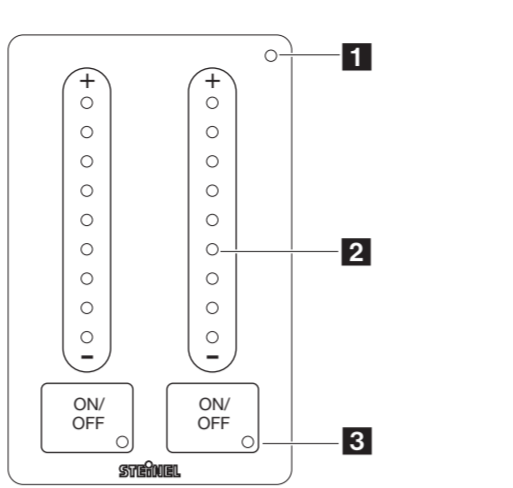 1
+ +
2
– –
ON/ ON/
OFF OFF
3
STEINEL